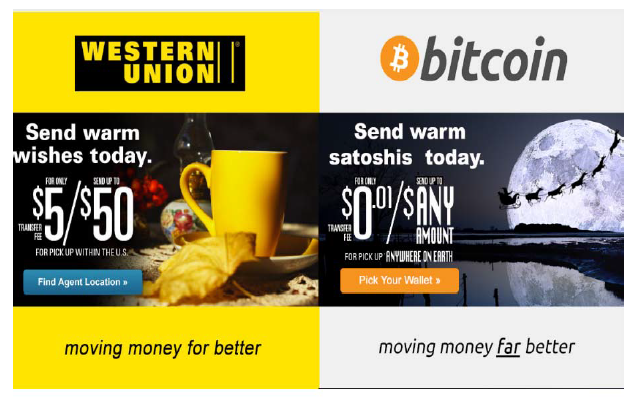 WESTERN
UNION
Send warm
wishes today.
FOR ONLY
SEND UP TO
$5/$50
TRANSFER
FEE
FOR PICK UP WITHIN THE U.S.
Find Agent Location »
moving money for better
bitcoin
Send warm
satoshis today.
FOR ONLY
SEND UP TO
$0.01/$ANY
AMOUNT
TRANSFER
FEE
FOR PICK UP ANYWHERE ON EARTH
Pick Your Wallet »
moving money far better